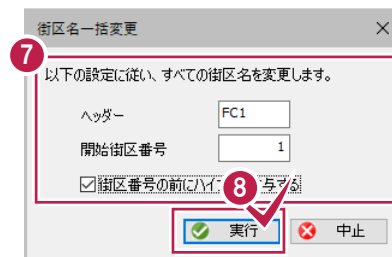 街区名一括変更
7
以下の設定に従い、すべての街区名を変更します。
ヘッダー FC1
開始街区番号 1
街区番号の前にハイ
8
与する
実行 中止